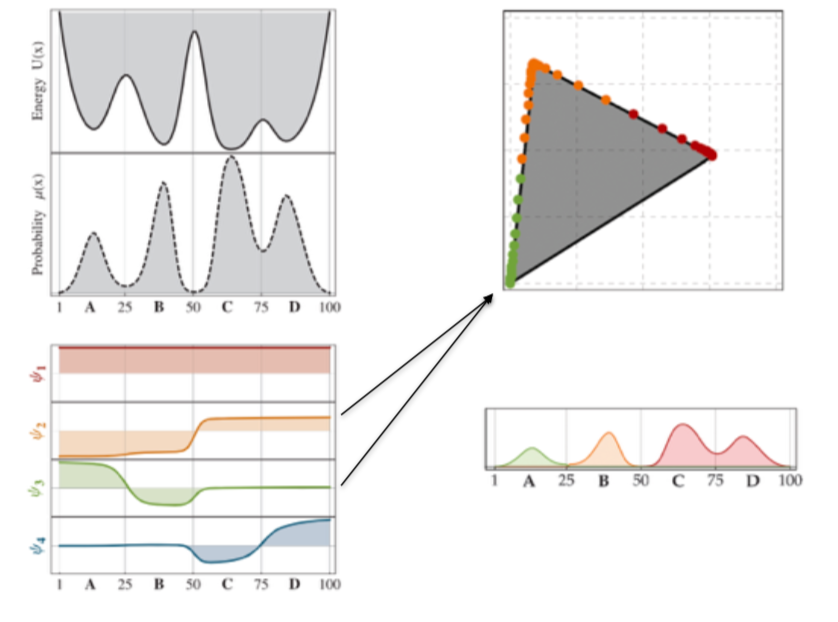 Energy U(x)
Probability μ(x)
1 A 25 B 50 C 75 D 100
ψ1
ψ2
ψ3
ψ4
1 A 25 B 50 C 75 D 100
1 A 25 B 50 C 75 D 100